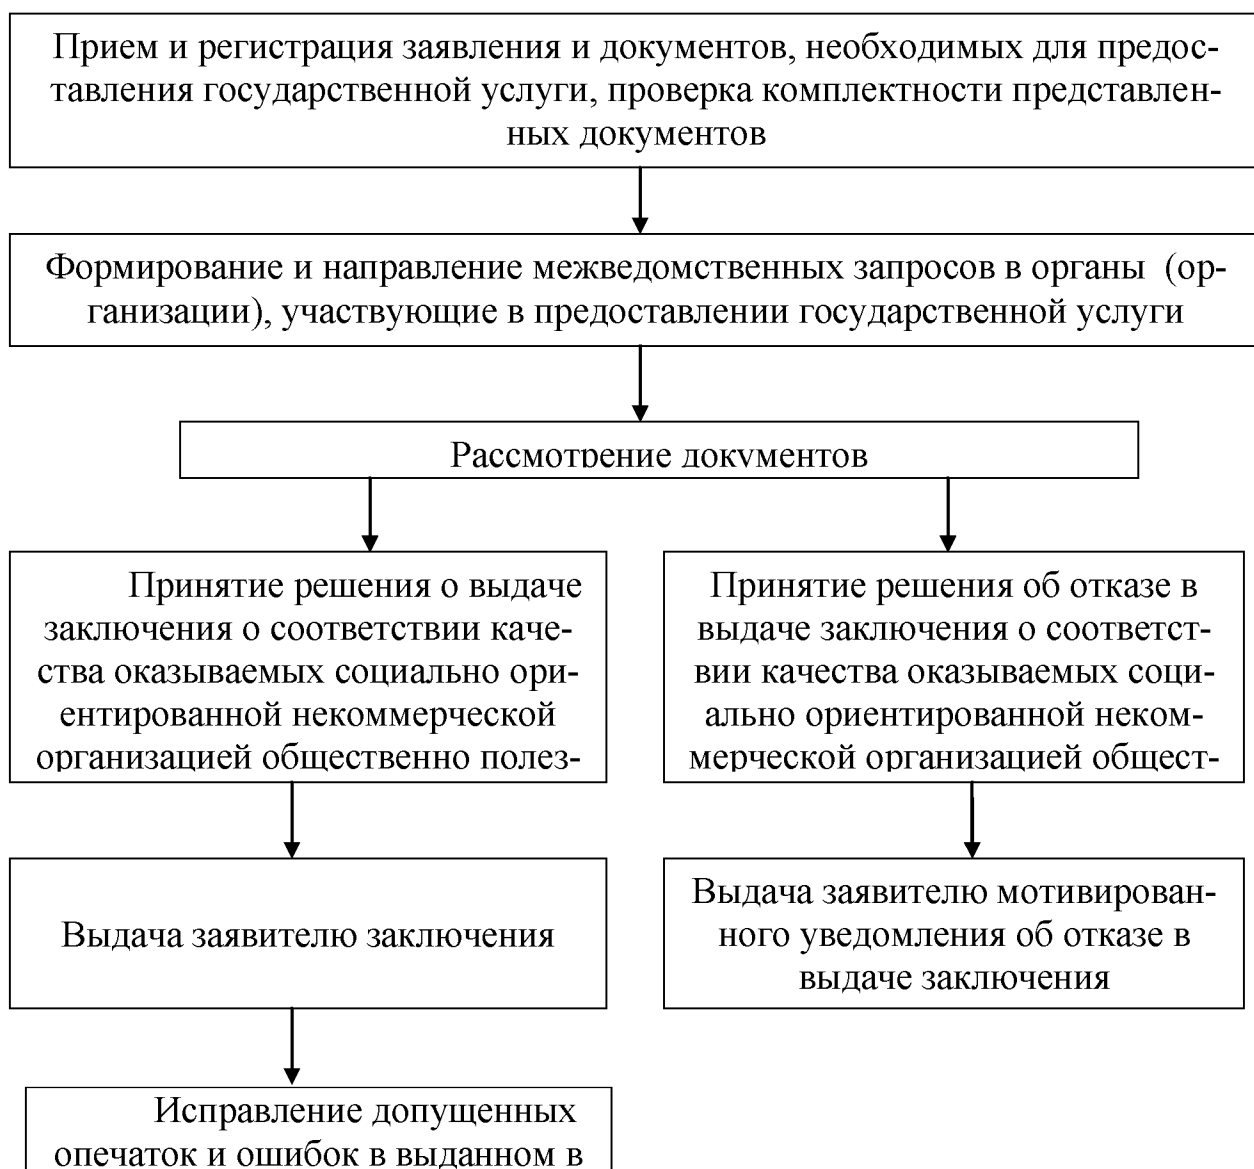 Прием и регистрация заявления и документов, необходимых для предос-
тавления государственной услуги, проверка комплектности представлен-
ных документов
Формирование и направление межведомственных запросов в органы (ор-
ганизации), участвующие в предоставлении государственной услуги
Рассмотрение документов
Принятие решения о выдаче
заключения о соответствии каче-
ства оказываемых социально ори-
ентированной некоммерческой
организацией общественно полез-
Принятие решения об отказе в
выдаче заключения о соответст-
вии качества оказываемых соци-
ально ориентированной неком-
мерческой организацией общест-
Выдача заявителю заключения
Выдача заявителю мотивирован-
ного уведомления об отказе в
выдаче заключения
Исправление допущенных
опечаток и ошибок в выданном в